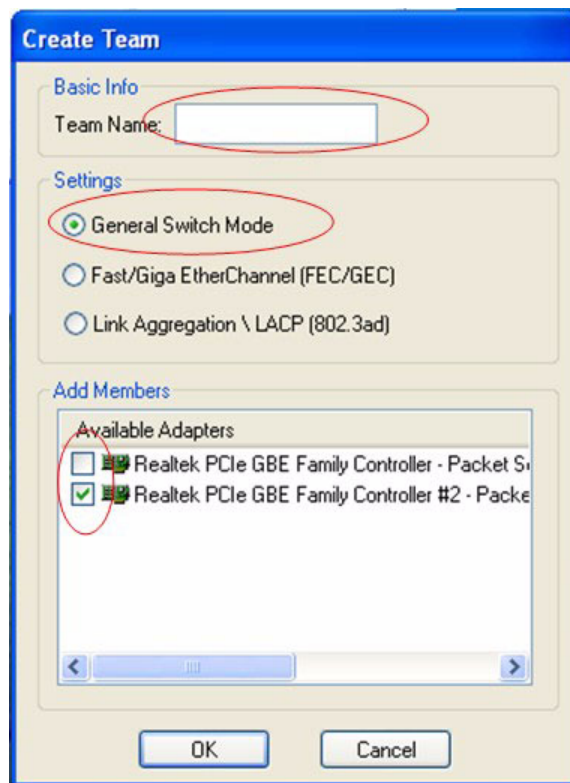 Create Team
Basic Info
Team Name:
Settings
General Switch Mode
Fast/Giga EtherChannel (FEC/GEC)
Link Aggregation \ LACP (802.3ad)
Add Members
Available Adapters
Realtek PCIe GBE Family Controller - Packet
Realtek PCIe GBE Family Controller #2 -
OK
Cancel